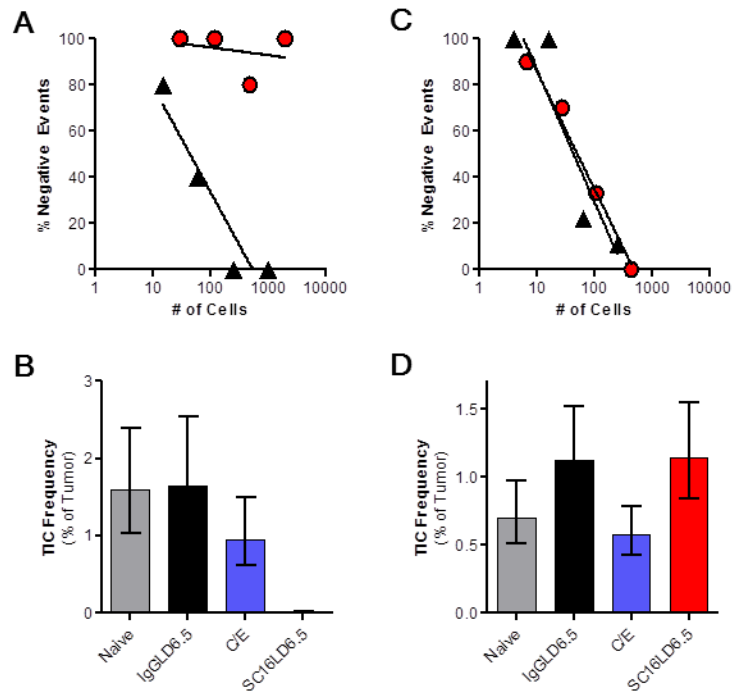 A
% Negative Events
100
80
60
40
20
0
1
10
100
1000
10000
# of Cells
C
% Negative Events
100
80
60
40
20
0
1
10
100
1000
10000
# of Cells
B
TIC Frequency
(% of Tumor)
3
2
1
0
Naive
IgGLD6.5
C/E
SC16LD6.5
D
TIC Frequency
(% of Tumor)
1.5
1.0
0.5
0.0
Naive
IgGLD6.5
C/E
SC16LD6.5